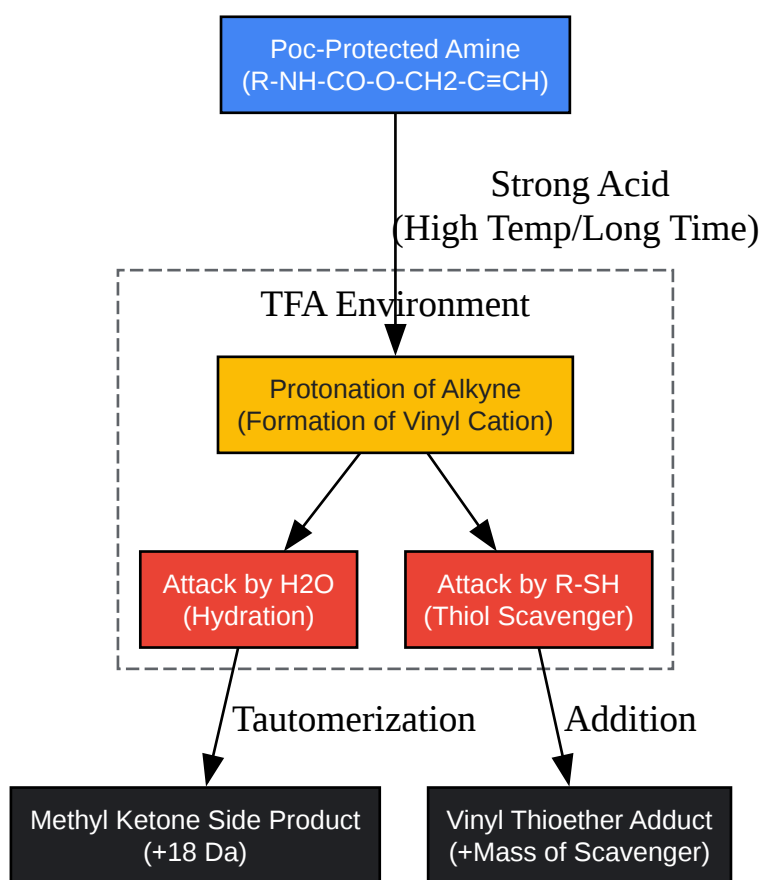 Poc-Protected Amine
(R-NH-CO-O-CH2-C≡CH)
Strong Acid
(High Temp/Long Time)
TFA Environment
Protonation of Alkyne
(Formation of Vinyl Cation)
Attack by H2O
(Hydration)
Attack by R-SH
(Thiol Scavenger)
Tautomerization
Addition
Methyl Ketone Side Product
(+18 Da)
Vinyl Thioether Adduct
(+Mass of Scavenger)